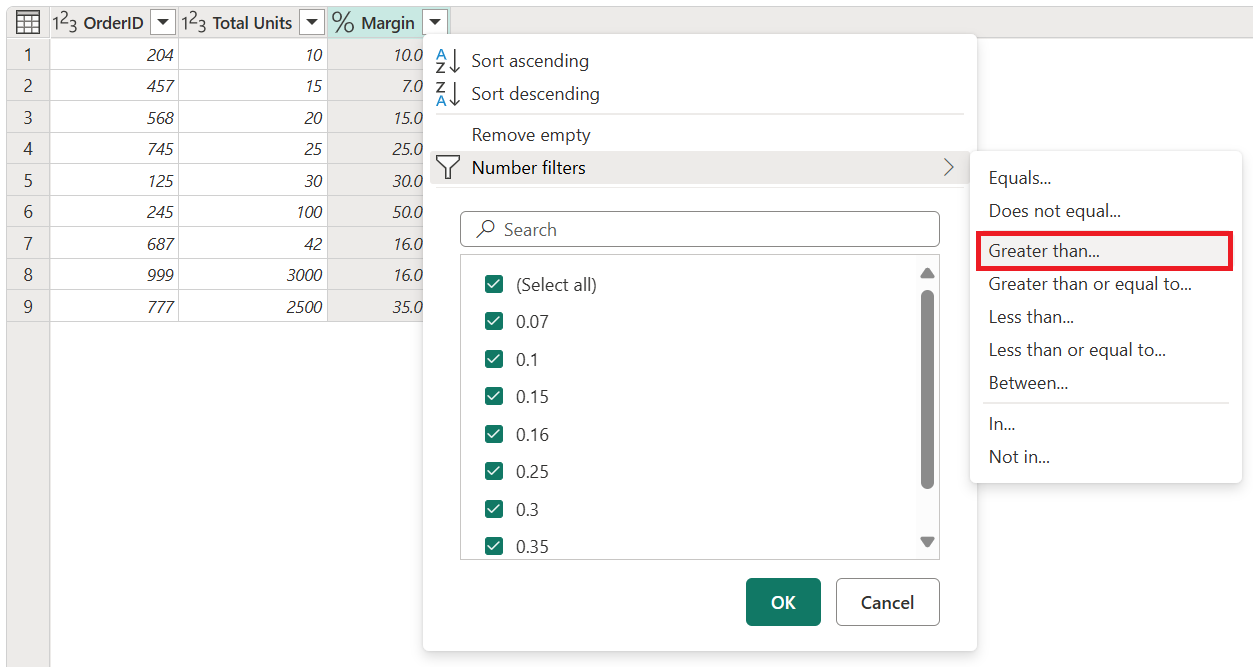 1²3 OrderID 1²3 Total Units % Margin
1 204 10 10.0
2 457 15 7.0
3 568 20 15.0
4 745 25 25.0
5 125 30 30.0
6 245 100 50.0
7 687 42 16.0
8 999 3000 16.0
9 777 2500 35.0
A Z Sort ascending
Z A Sort descending
Remove empty
Number filters
Search
(Select all)
0.07
0.1
0.15
0.16
0.25
0.3
0.35
OK Cancel
Equals...
Does not equal...
Greater than...
Greater than or equal to...
Less than...
Less than or equal to...
Between...
In...
Not in...